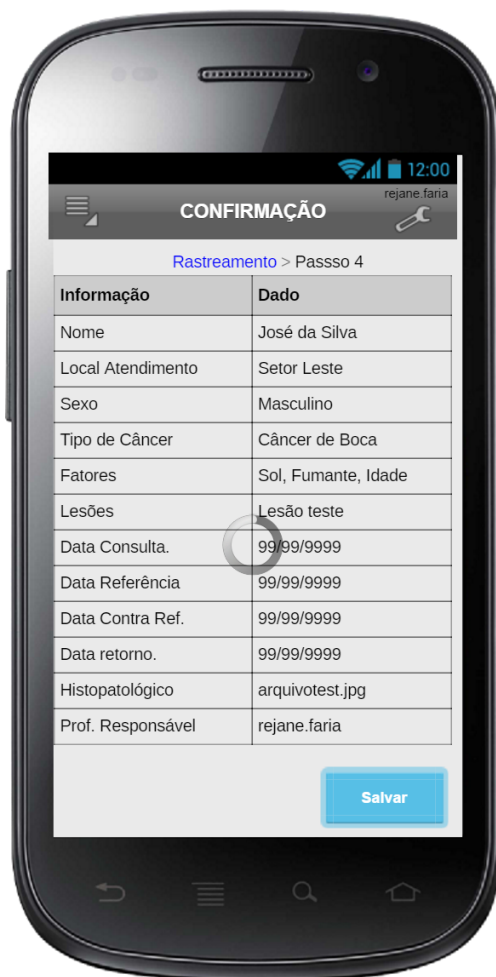 12:00
rejane.faria
CONFIRMAÇÃO
Rastreamento > Passso 4
Informação Dado
Nome José da Silva
Local Atendimento Setor Leste
Sexo Masculino
Tipo de Câncer Câncer de Boca
Fatores Sol, Fumante, Idade
Lesões Lesão teste
Data Consulta. 99/99/9999
Data Referência 99/99/9999
Data Contra Ref. 99/99/9999
Data retorno. 99/99/9999
Histopatológico arquivotest.jpg
Prof. Responsável rejane.faria
Salvar